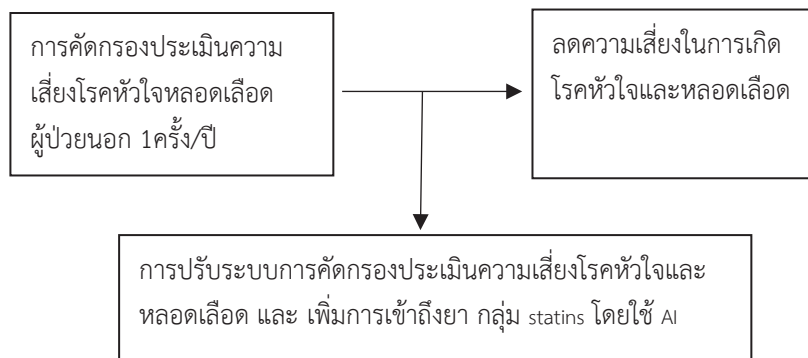 การคัดกรองประเมินความ
เสี่ยงโรคหัวใจหลอดเลือด
ผู้ป่วยนอก 1ครั้ง/ปี
ลดความเสี่ยงในการเกิด
โรคหัวใจและหลอดเลือด
การปรับระบบการคัดกรองประเมินความเสี่ยงโรคหัวใจและ
หลอดเลือด และ เพิ่มการเข้าถึงยา กลุ่ม statins โดยใช้ AI